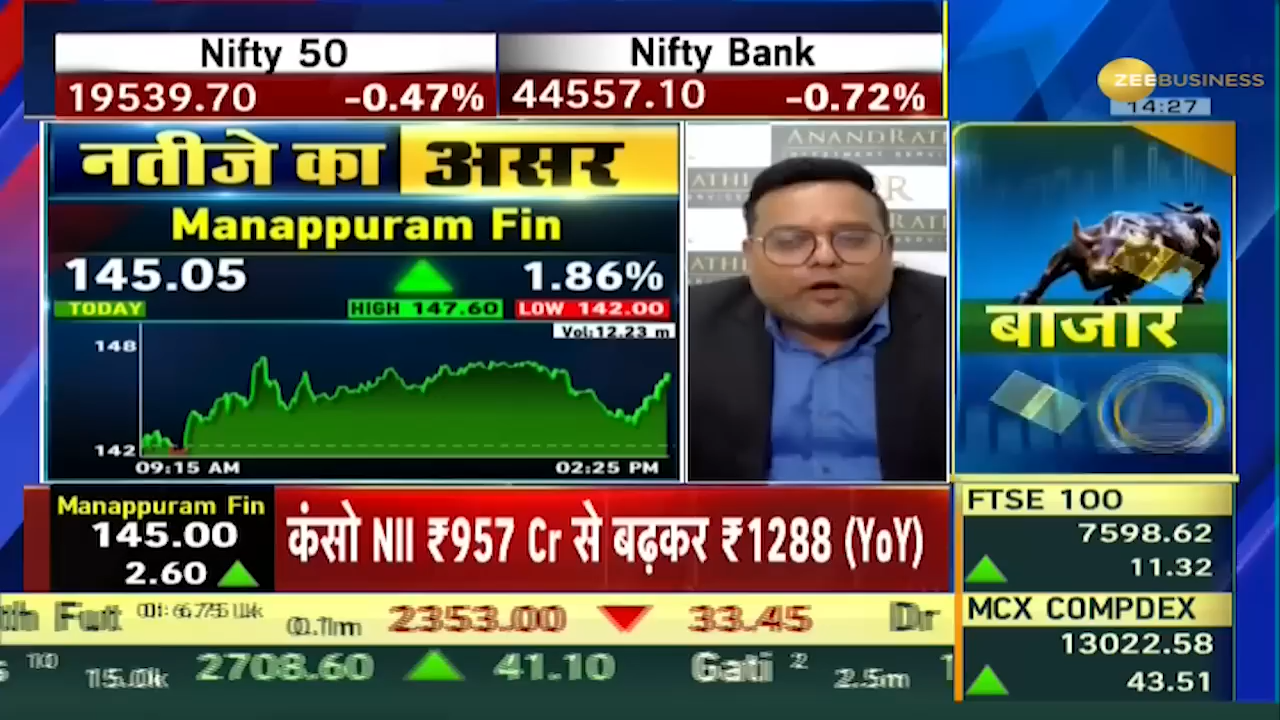 Nifty 50
19539.70 -0.47%
Nifty Bank
44557.10 -0.72%
ZEEBUSINESS
14:27
नतीजे का असर
Manappuram Fin
145.05 1.86%
TODAY HIGH 147.60 LOW 142.00
Vol:12.23 m
148
142
09:15 AM 02:25 PM
ANANDRATHI
बाजार
Manappuram Fin
145.00
2.60
कंसो NII ₹957 Cr से बढ़कर ₹1288 (YoY)
FTSE 100
7598.62
11.32
MCX COMPDEX
13022.58
43.51
Fut 2353.00 33.45 Dr
15.0k 2708.60 41.10 Gati 2 2.5m